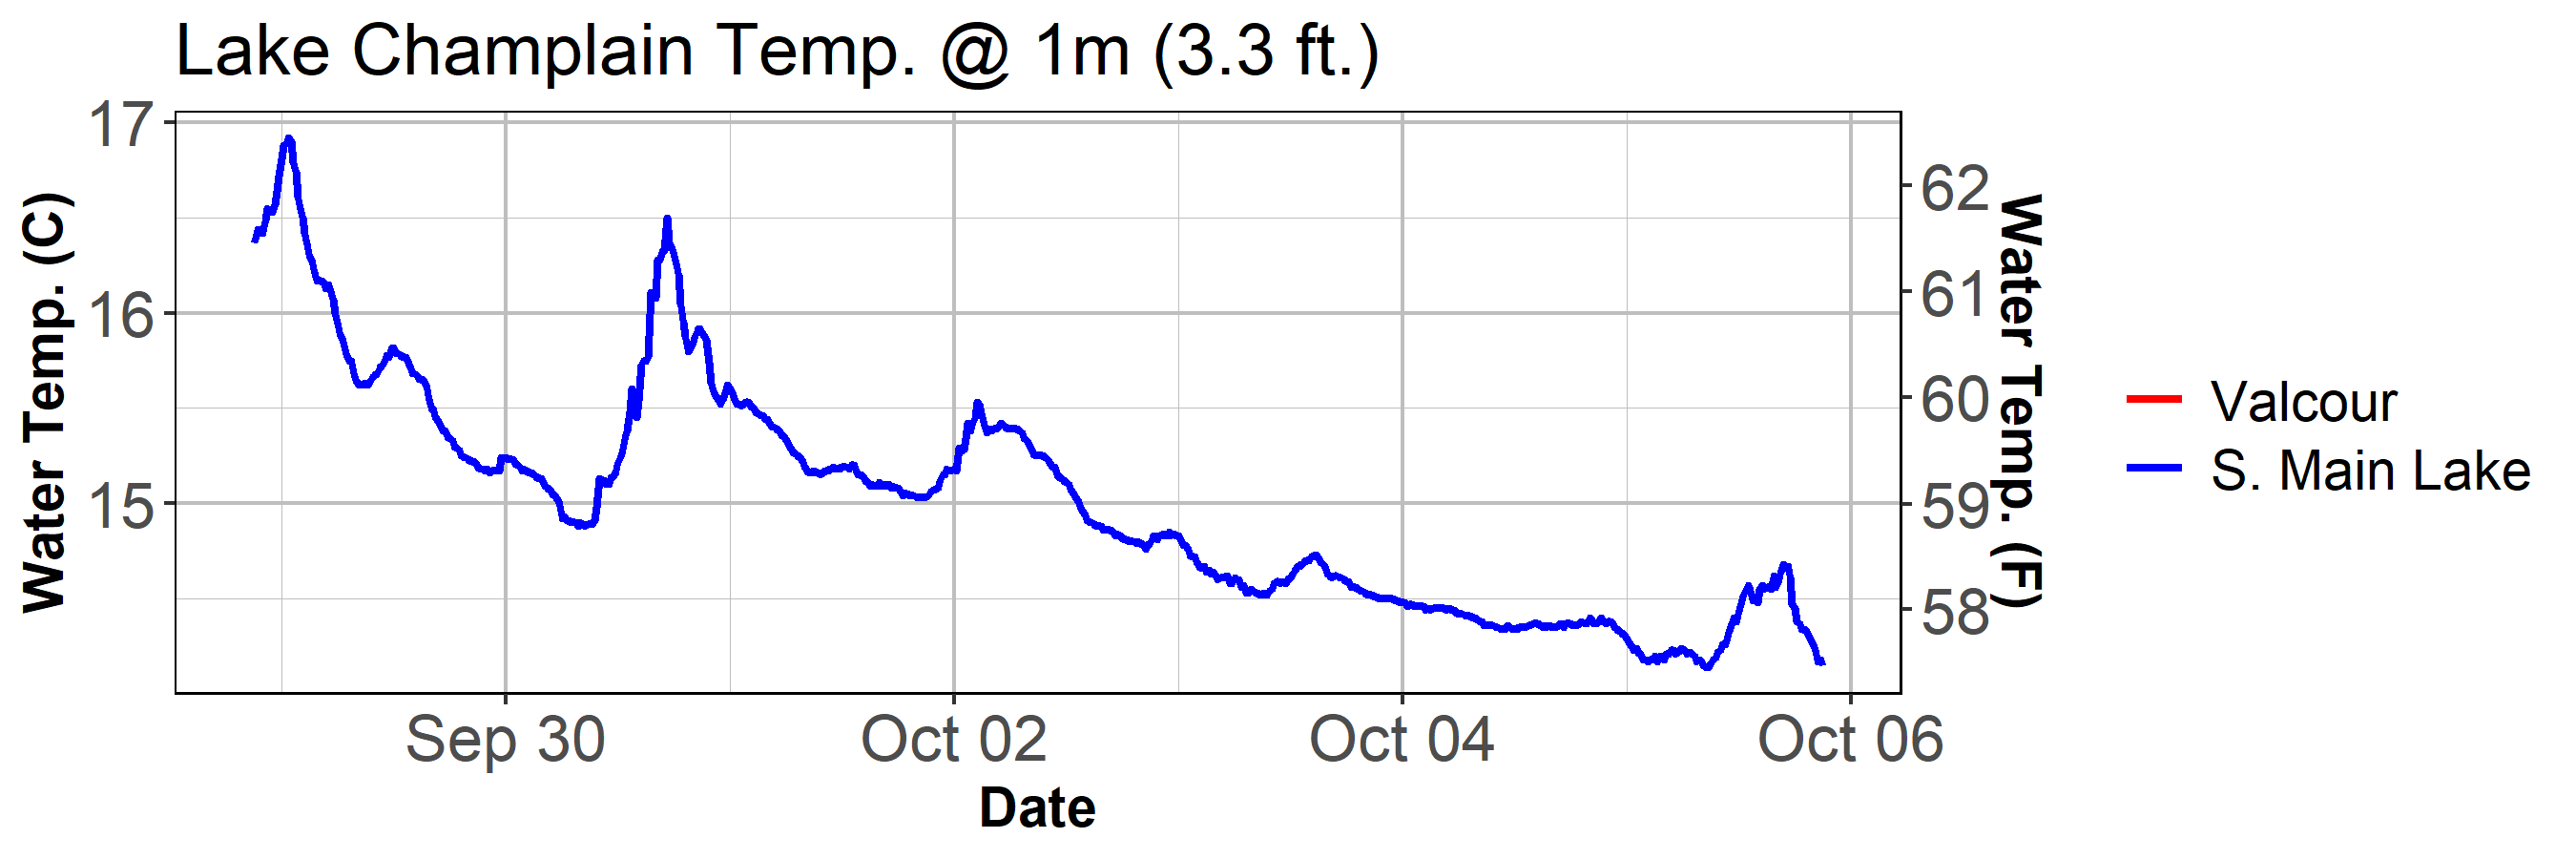 Lake Champlain Temp. @ 1m (3.3 ft.)
Water Temp. (C)
17
16
15
62
61
60
59
58
Water Temp. (F)
Valcour
S. Main Lake
Sep 30
Oct 02
Oct 04
Oct 06
Date